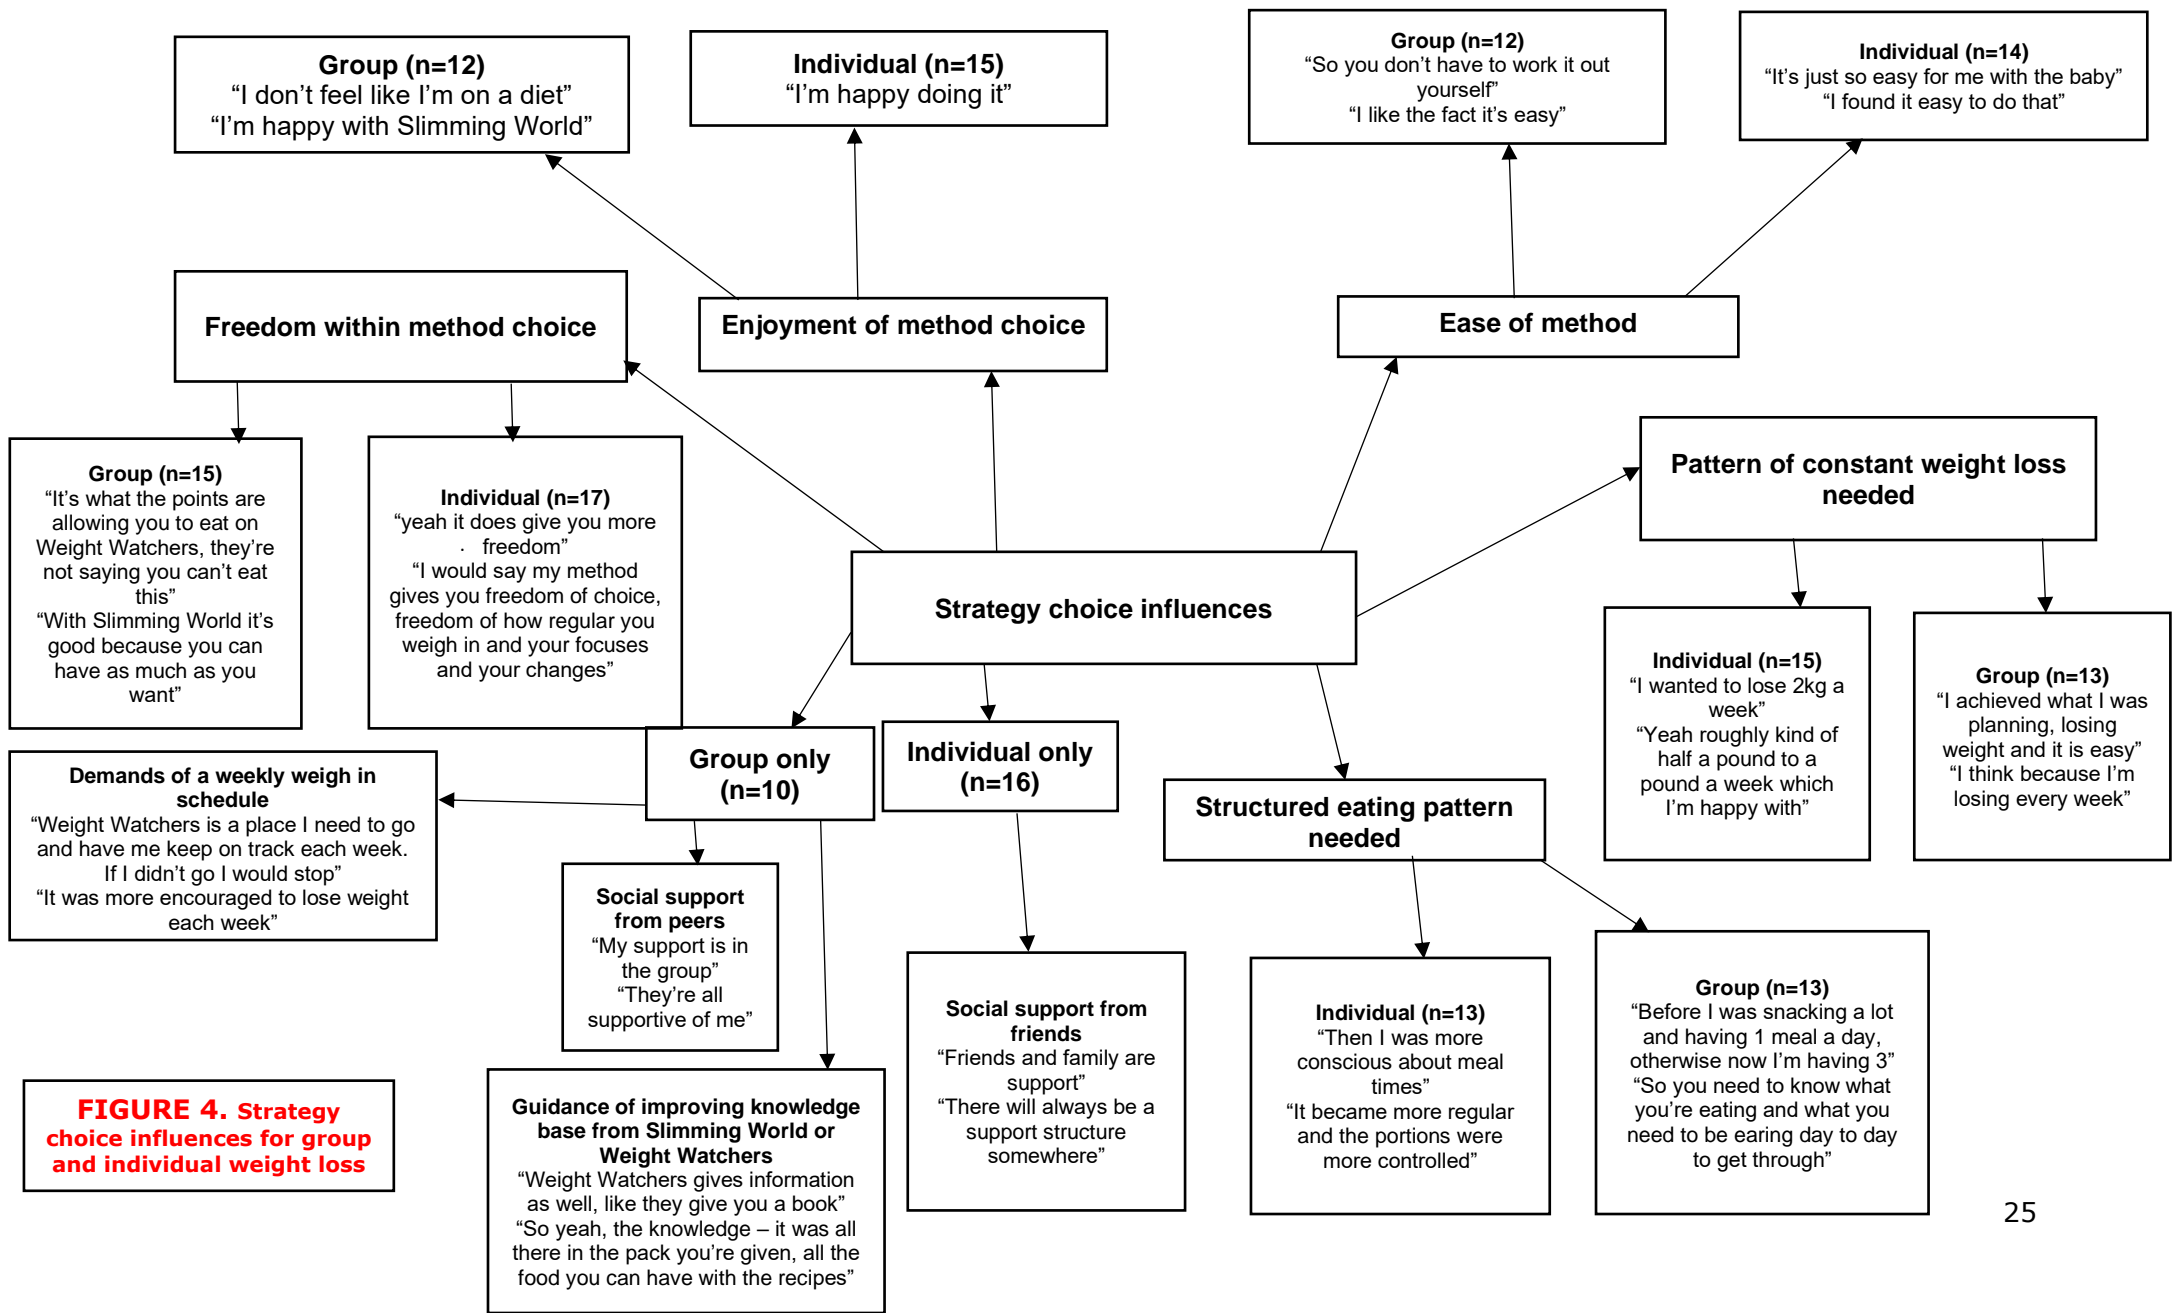 Group (n=12)
“I don’t feel like I’m on a diet”
“I’m happy with Slimming World”
Individual (n=15)
“I’m happy doing it”
Group (n=12)
“So you don’t have to work it out
yourself”
“I like the fact it’s easy”
Individual (n=14)
“It’s just so easy for me with the baby”
“I found it easy to do that”
Freedom within method choice
Enjoyment of method choice
Ease of method
Group (n=15)
“It’s what the points are
allowing you to eat on
Weight Watchers, they’re
not saying you can’t eat
this”
“With Slimming World it’s
good because you can
have as much as you
want”
Individual (n=17)
“yeah it does give you more
. freedom”
“I would say my method
gives you freedom of choice,
freedom of how regular you
weigh in and your focuses
and your changes”
Pattern of constant weight loss
needed
Strategy choice influences
Individual (n=15)
“I wanted to lose 2kg a
week”
“Yeah roughly kind of
half a pound to a
pound a week which
I’m happy with”
Group (n=13)
“I achieved what I was
planning, losing
weight and it is easy”
“I think because I’m
losing every week”
Group only
(n=10)
Individual only
(n=16)
Structured eating pattern
needed
Demands of a weekly weigh in
schedule
“Weight Watchers is a place I need to go
and have me keep on track each week.
If I didn’t go I would stop”
“It was more encouraged to lose weight
each week”
Social support
from peers
“My support is in
the group”
“They’re all
supportive of me”
Social support from
friends
“Friends and family are
support”
“There will always be a
support structure
somewhere”
Individual (n=13)
“Then I was more
conscious about meal
times”
“It became more regular
and the portions were
more controlled”
Group (n=13)
“Before I was snacking a lot
and having 1 meal a day,
otherwise now I’m having 3”
“So you need to know what
you’re eating and what you
need to be earing day to day
to get through”
FIGURE 4. Strategy
choice influences for group
and individual weight loss
Guidance of improving knowledge
base from Slimming World or
Weight Watchers
“Weight Watchers gives information
as well, like they give you a book”
“So yeah, the knowledge – it was all
there in the pack you’re given, all the
food you can have with the recipes”
25